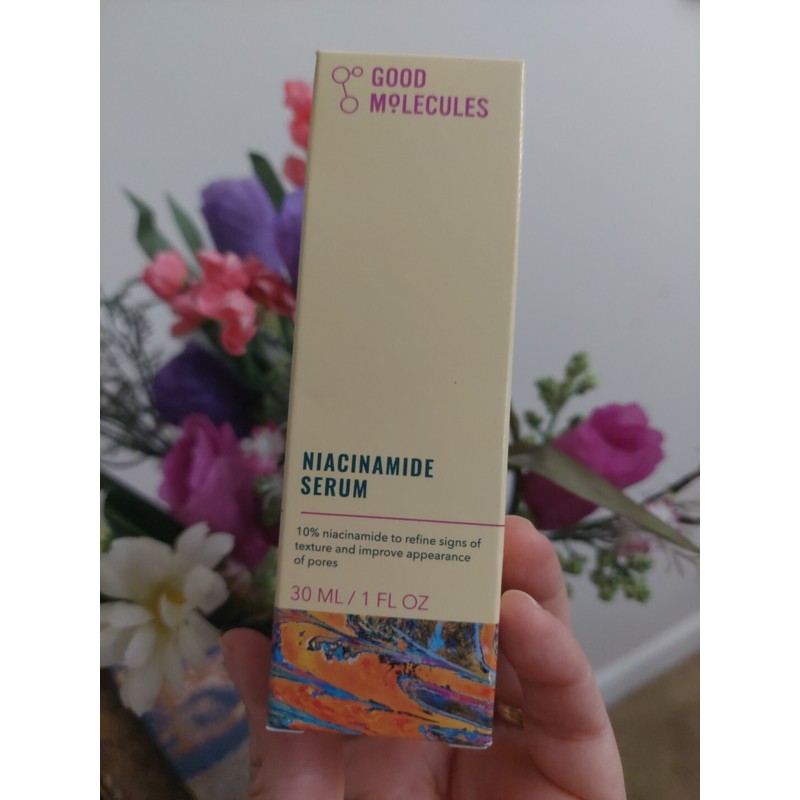 GOOD
MOLECULES
NIACINAMIDE
SERUM
10% niacinamide to refine signs of
texture and improve appearance
of pores
30 ML / 1 FL OZ